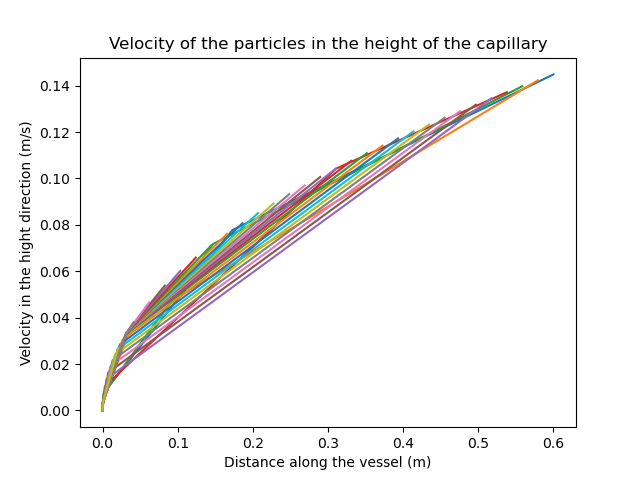 Velocity of the particles in the height of the capillary
Velocity in the hight direction (m/s)
0.14
0.12
0.10
0.08
0.06
0.04
0.02
0.00
0.0 0.1 0.2 0.3 0.4 0.5 0.6
Distance along the vessel (m)